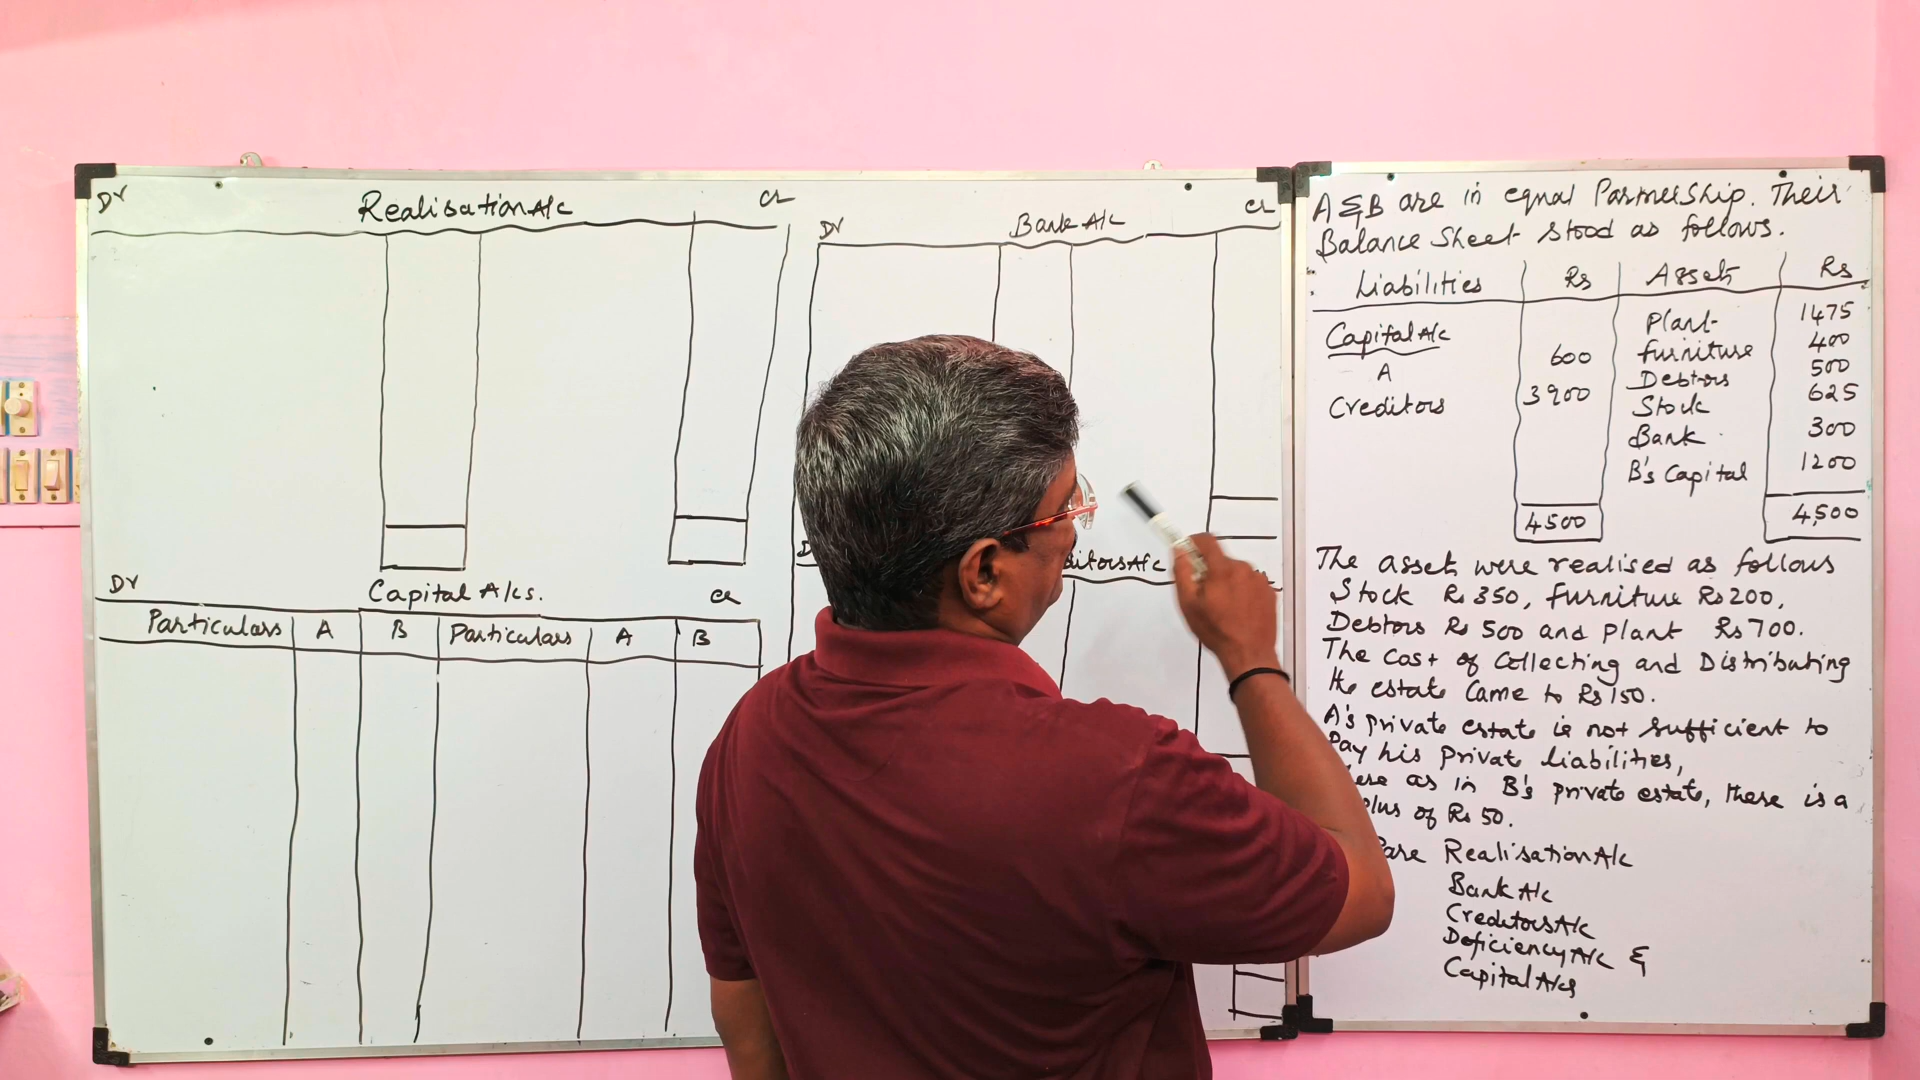 Dr Realisation A/c Cr
Dr Bank A/c Cr
Dr Capital A/cs. Cr
Particulars A B Particulars A B
A & B are in equal Partnership. Their
Balance Sheet stood as follows.
Liabilities Rs Assets Rs
Capital A/c
A 600
Creditors 3900
4500
Plant 1475
Furniture 400
Debtors 500
Stock 625
Bank 300
B's Capital 1200
4,500
The assets were realised as follows
Stock Rs 350, Furniture Rs 200,
Debtors Rs 500 and Plant Rs 700.
The cost of Collecting and Distributing
the estate Came to Rs 150.
A's private estate is not sufficient to
Pay his Private Liabilities,
as in B's private estate, there is a
of Rs 50.
Realisation A/c
Bank A/c
Creditors A/c
Deficiency A/c &
Capital A/cs